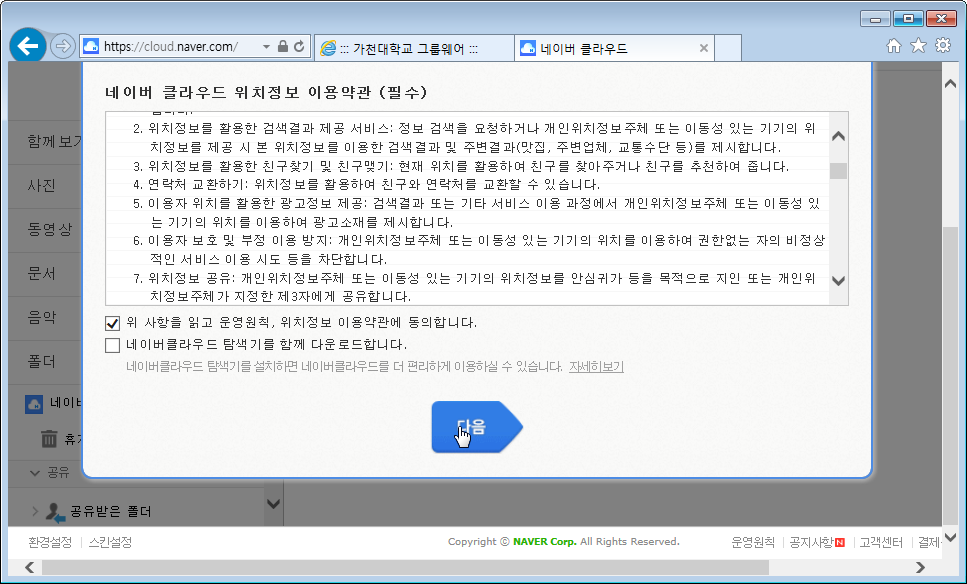 https://cloud.naver.com/
::: 가천대학교 그룹웨어 :::
네이버 클라우드
네이버 클라우드 위치정보 이용약관 (필수)
2. 위치정보를 활용한 검색결과 제공 서비스: 정보 검색을 요청하거나 개인위치정보주체 또는 이동성 있는 기기의 위
치정보를 제공 시 본 위치정보를 이용한 검색결과 및 주변결과(맛집, 주변업체, 교통수단 등)를 제시합니다.
3. 위치정보를 활용한 친구찾기 및 친구맺기: 현재 위치를 활용하여 친구를 찾아주거나 친구를 추천하여 줍니다.
4. 연락처 교환하기: 위치정보를 활용하여 친구와 연락처를 교환할 수 있습니다.
5. 이용자 위치를 활용한 광고정보 제공: 검색결과 또는 기타 서비스 이용 과정에서 개인위치정보주체 또는 이동성 있
는 기기의 위치를 이용하여 광고소재를 제시합니다.
6. 이용자 보호 및 부정 이용 방지: 개인위치정보주체 또는 이동성 있는 기기의 위치를 이용하여 권한없는 자의 비정상
적인 서비스 이용 시도 등을 차단합니다.
7. 위치정보 공유: 개인위치정보주체 또는 이동성 있는 기기의 위치정보를 안심귀가 등을 목적으로 지인 또는 개인위
치정보주체가 지정한 제3자에게 공유합니다.
위 사항을 읽고 운영원칙, 위치정보 이용약관에 동의합니다.
네이버클라우드 탐색기를 함께 다운로드합니다.
네이버클라우드 탐색기를 설치하면 네이버클라우드를 더 편리하게 이용하실 수 있습니다. 자세히보기
다음
함께 보기
사진
동영상
문서
음악
폴더
공유
공유받은 폴더
환경설정 스킨설정
Copyright © NAVER Corp. All Rights Reserved.
운영원칙 공지사항 N 고객센터 결제